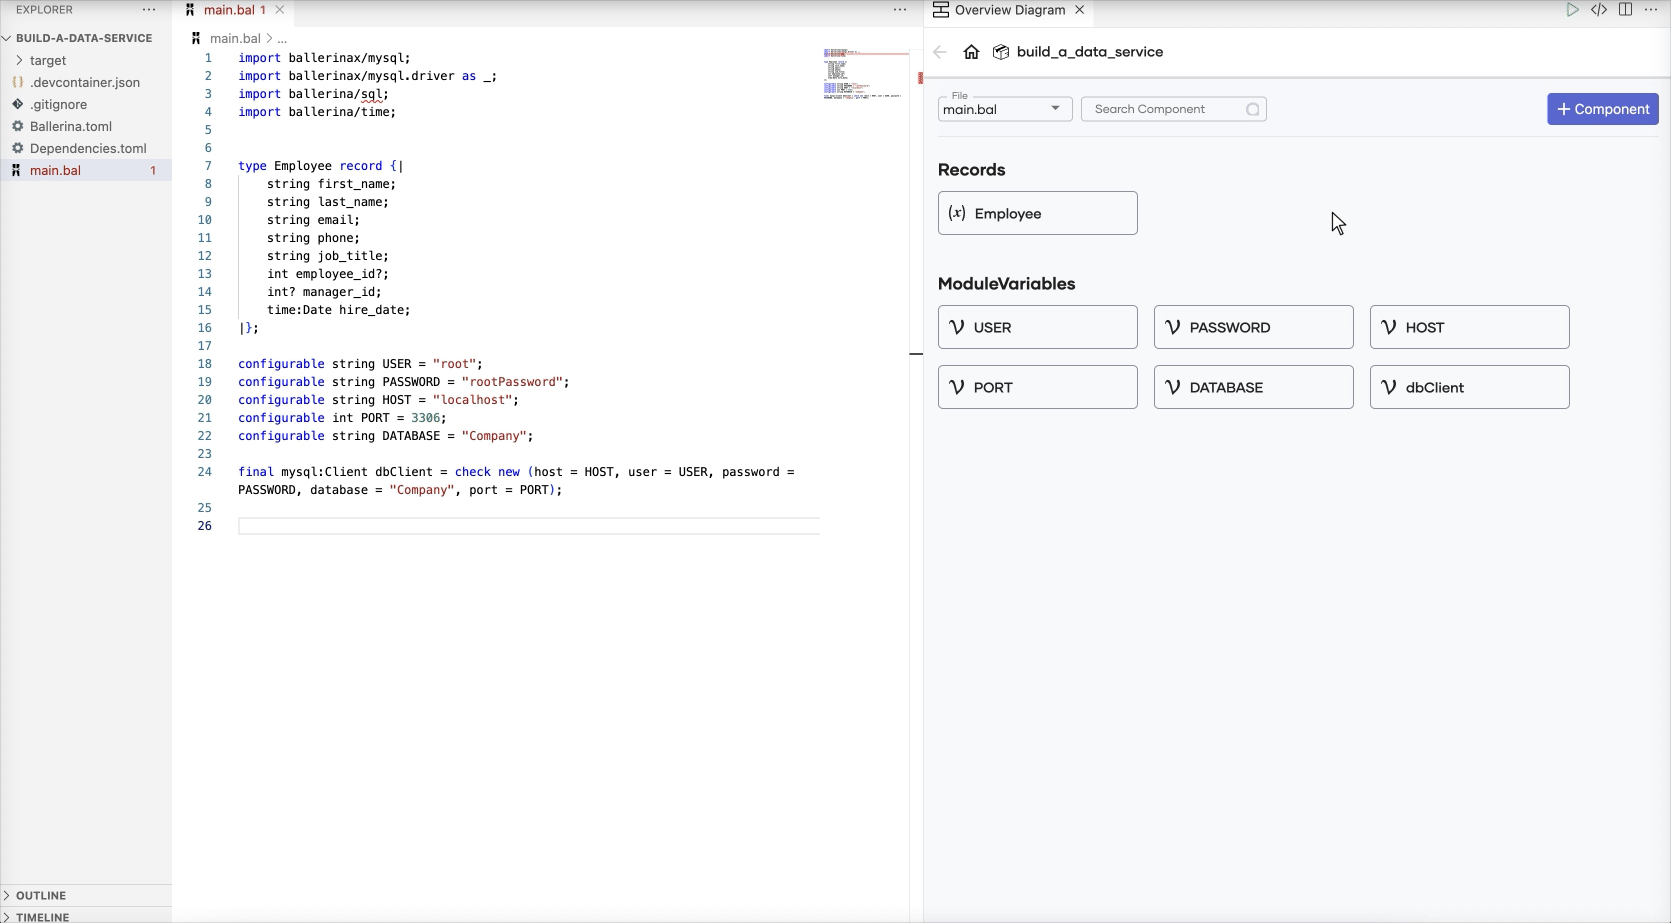 EXPLORER
BUILD-A-DATA-SERVICE
target
.devcontainer.json
.gitignore
Ballerina.toml
Dependencies.toml
main.bal 1
OUTLINE
TIMELINE
main.bal 1
main.bal > ...
1 import ballerinax/mysql;
2 import ballerinax/mysql.driver as _;
3 import ballerina/sql;
4 import ballerina/time;
5
6
7 type Employee record {|
8 string first_name;
9 string last_name;
10 string email;
11 string phone;
12 string job_title;
13 int employee_id?;
14 int? manager_id;
15 time:Date hire_date;
16 |};
17
18 configurable string USER = "root";
19 configurable string PASSWORD = "rootPassword";
20 configurable string HOST = "localhost";
21 configurable int PORT = 3306;
22 configurable string DATABASE = "Company";
23
24 final mysql:Client dbClient = check new (host = HOST, user = USER, password =
PASSWORD, database = "Company", port = PORT);
25
26
Overview Diagram
build_a_data_service
File
main.bal
Search Component
+ Component
Records
(x) Employee
ModuleVariables
USER
PASSWORD
HOST
PORT
DATABASE
dbClient